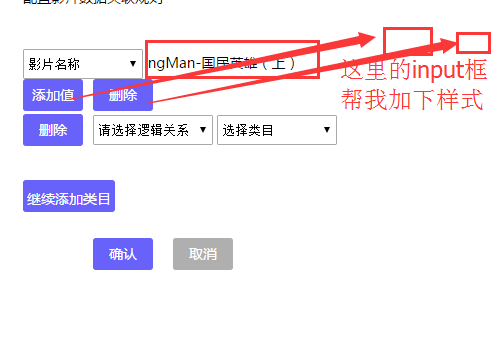 配置影片数据关联规则
影片名称 ngMan-国民英雄（上）
添加值 删除
这里的input框
帮我加下样式
删除 请选择逻辑关系 选择类目
继续添加类目
确认 取消